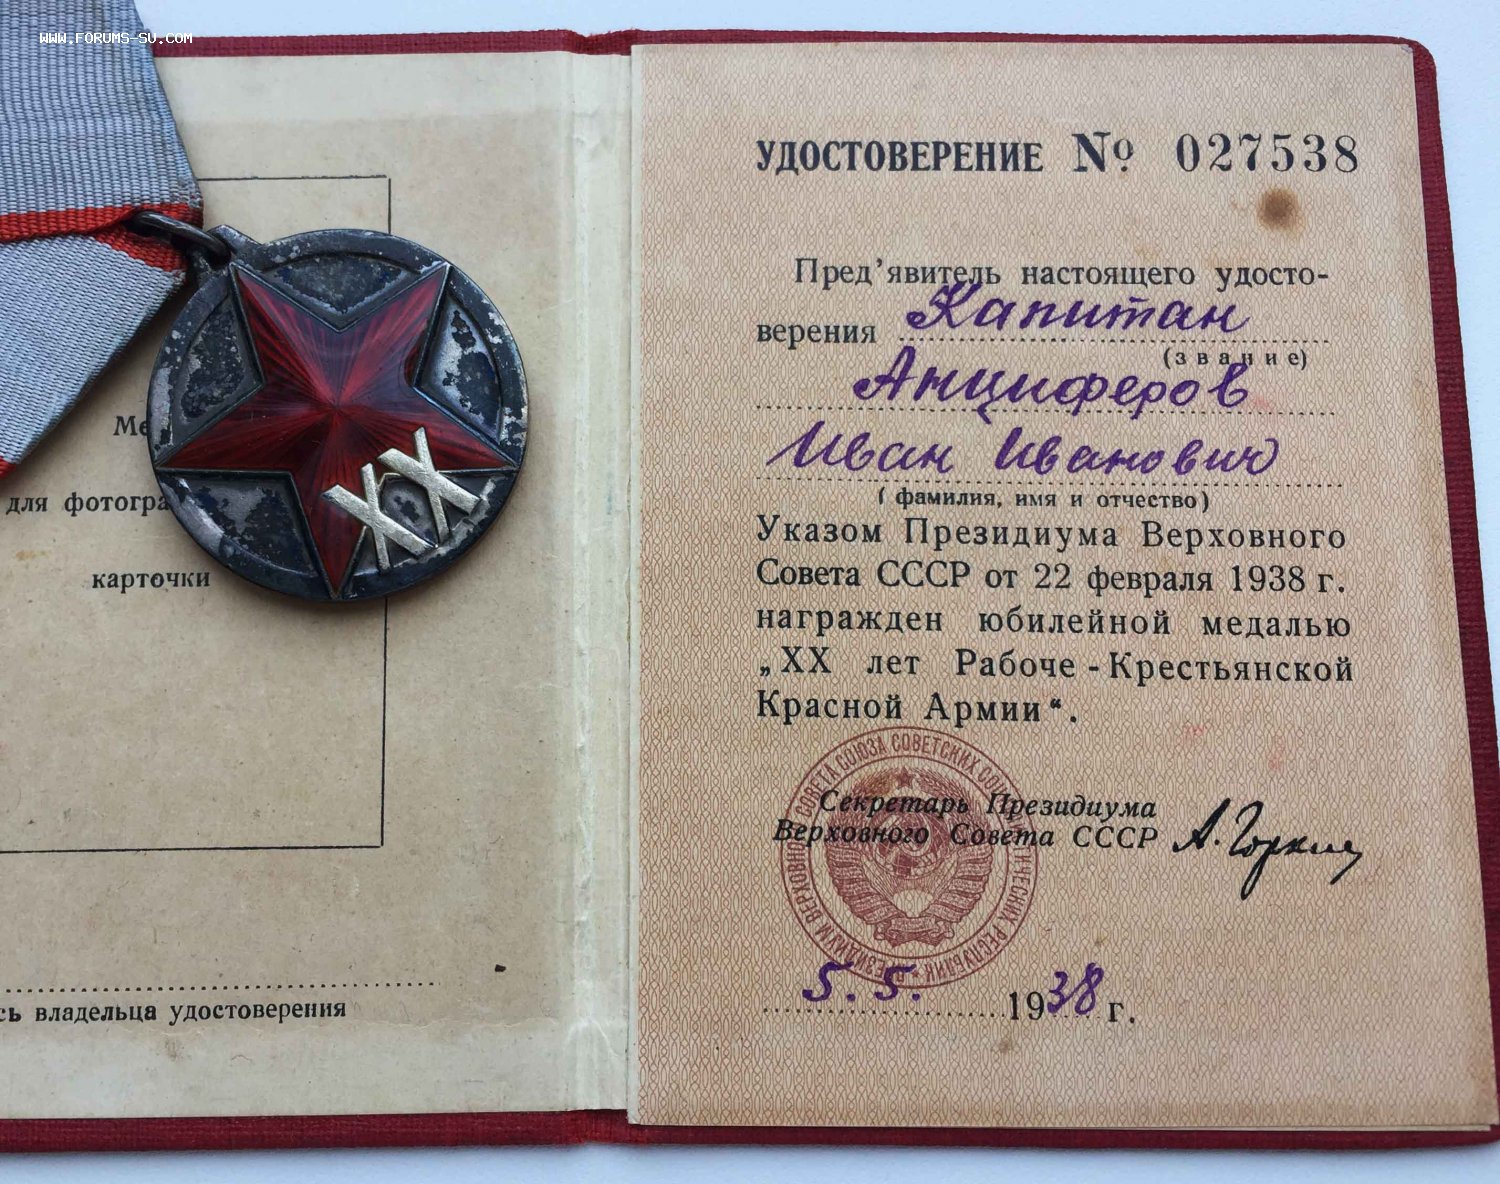 WWW.FORUMS-SU.COM
для фотогра
карточки
владельца удостоверения
XX
УДОСТОВЕРЕНИЕ № 027538
Пред'явитель настоящего удосто-
верения Капитан
(звание)
Анциферов
Иван Иванович
(фамилия, имя и отчество)
Указом Президиума Верховного
Совета СССР от 22 февраля 1938 г.
награжден юбилейной медалью
„XX лет Рабоче-Крестьянской
Красной Армии“.
Секретарь Президиума
Верховного Совета СССР А. Горкин
5. 5. 1938 г.